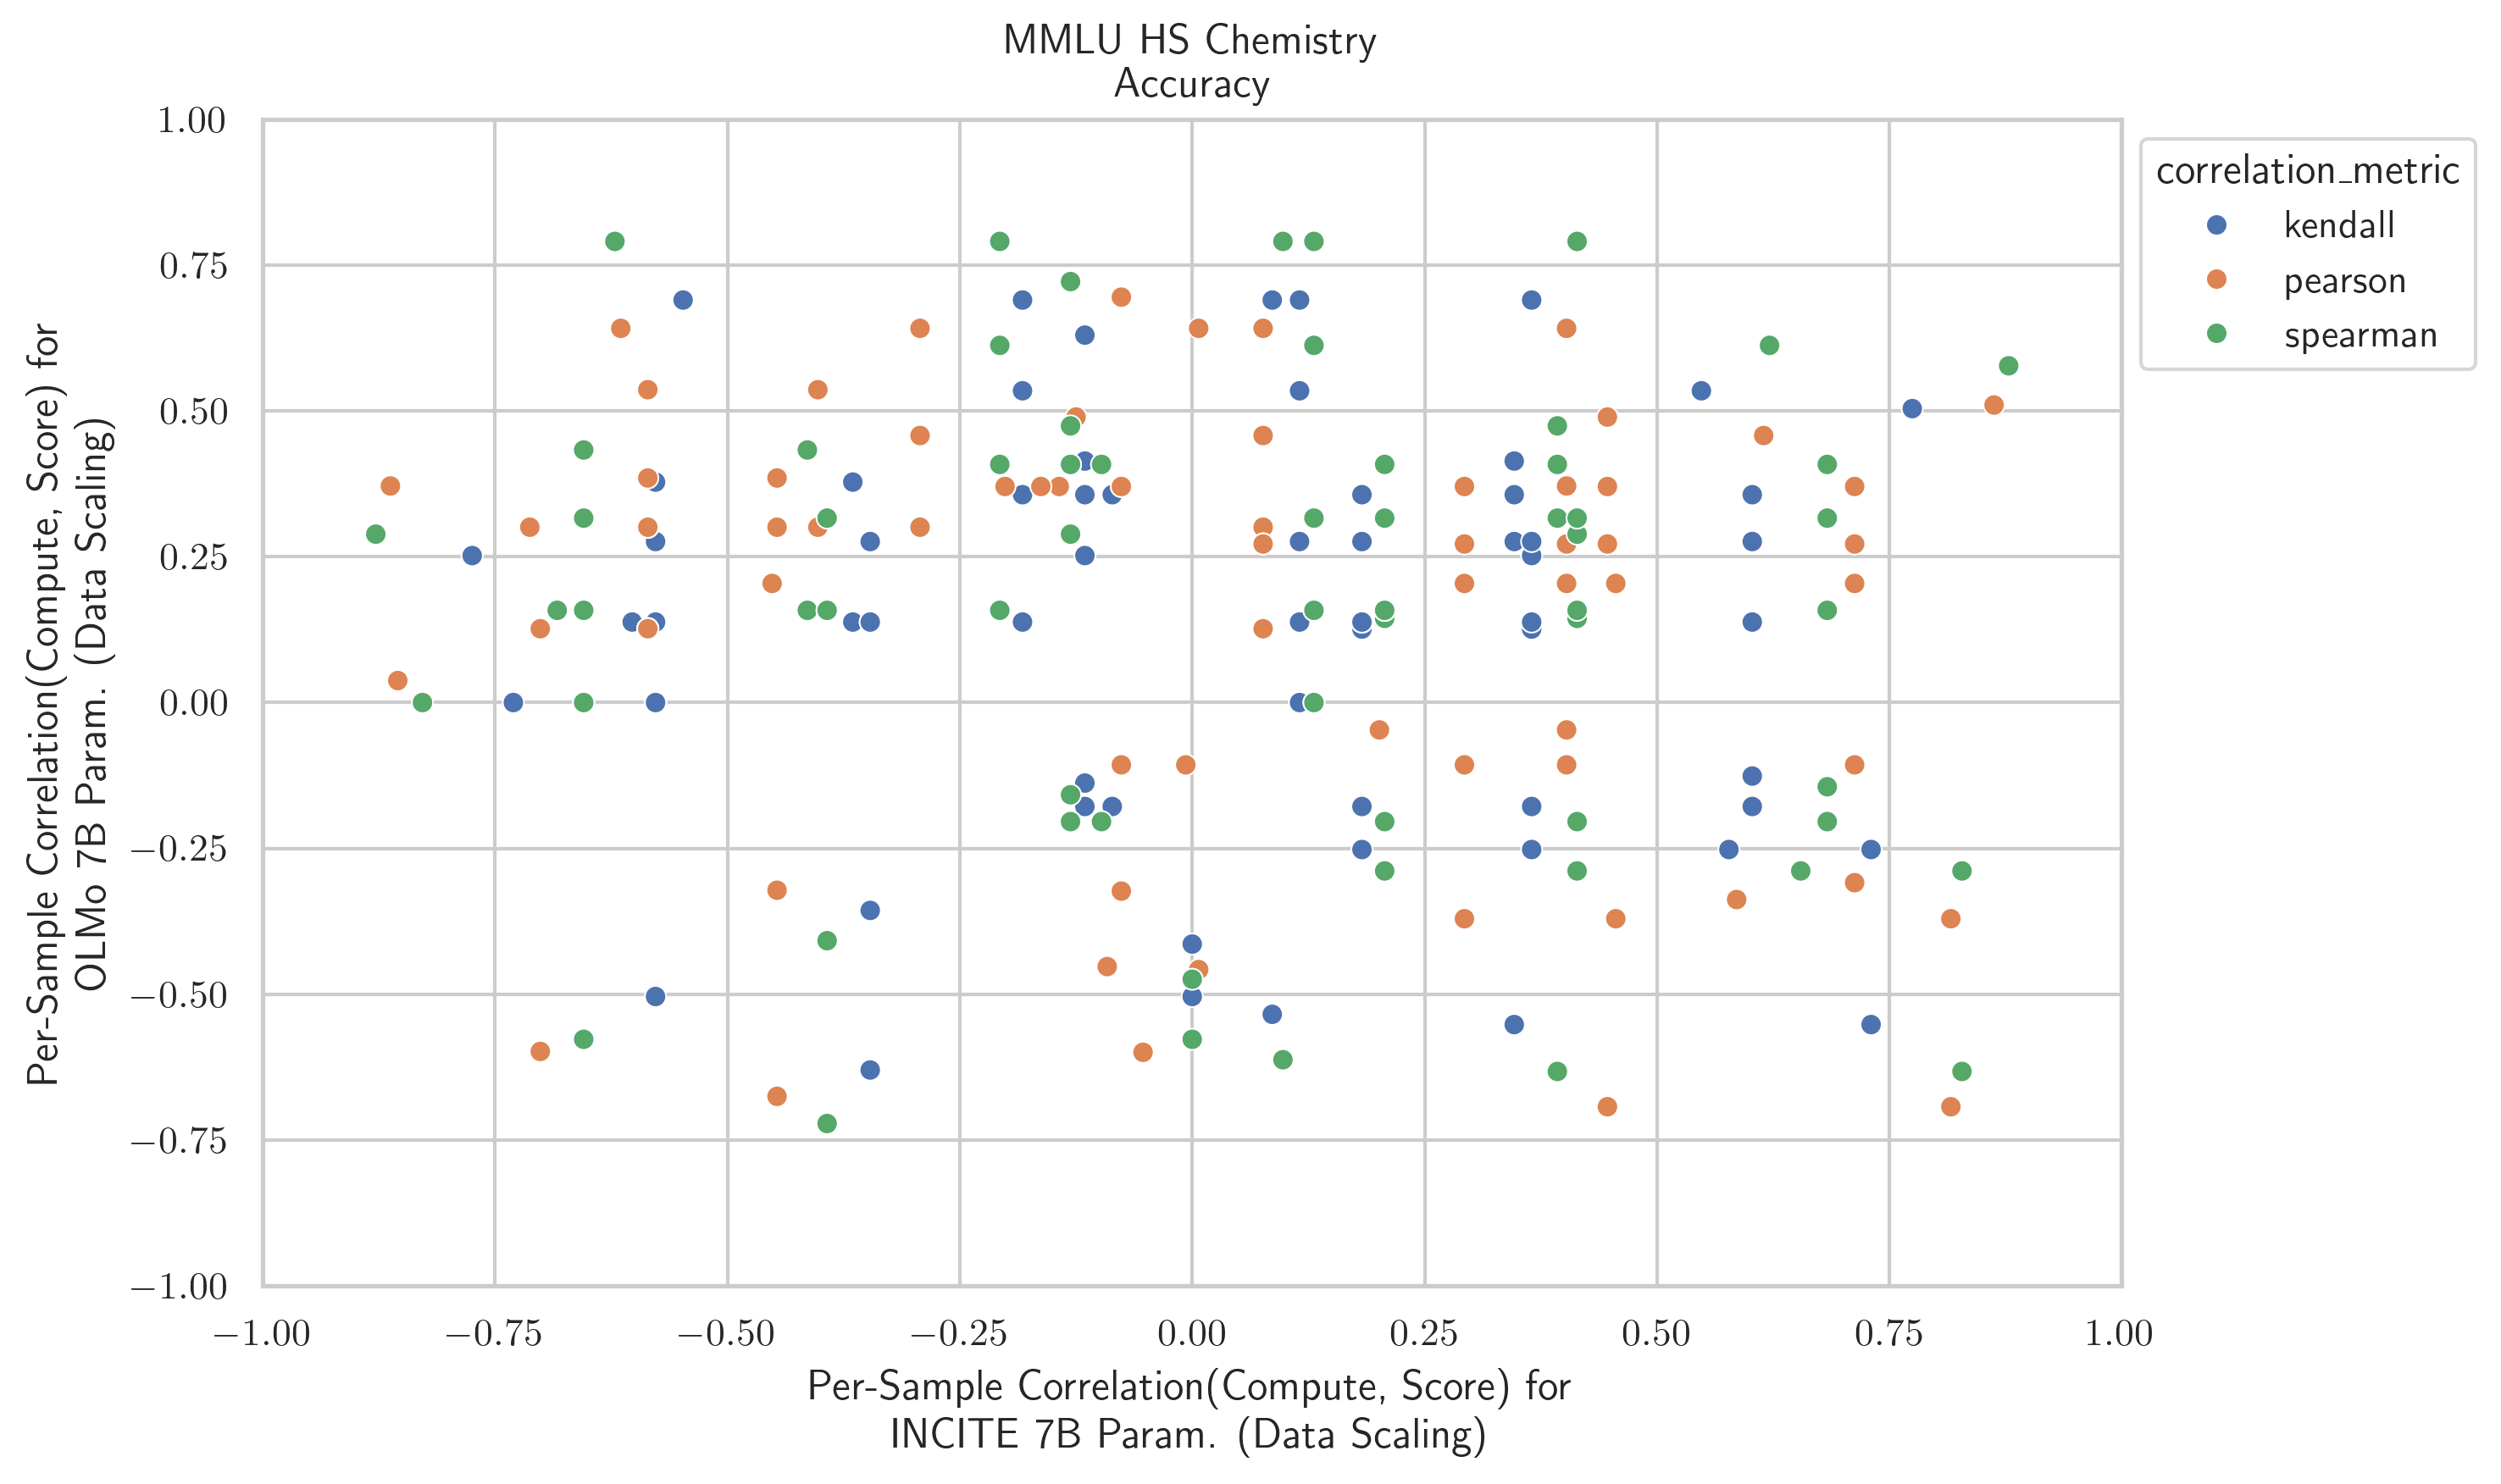 MMLU HS Chemistry
Accuracy
1.00
0.75
0.50
0.25
0.00
−0.25
−0.50
−0.75
−1.00
Per-Sample Correlation(Compute, Score) for
OLMo 7B Param. (Data Scaling)
−1.00 −0.75 −0.50 −0.25 0.00 0.25 0.50 0.75 1.00
Per-Sample Correlation(Compute, Score) for
INCITE 7B Param. (Data Scaling)
correlation_metric
kendall
pearson
spearman